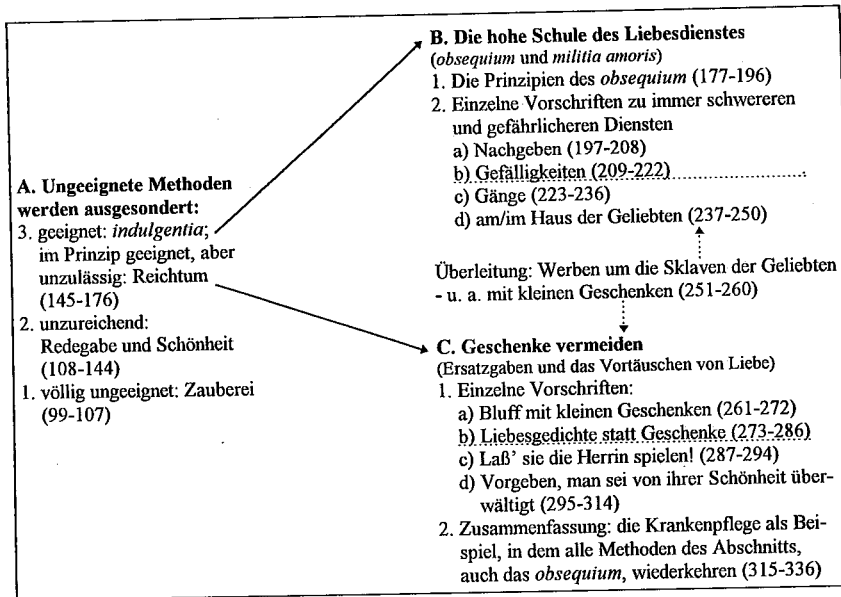 B. Die hohe Schule des Liebesdienstes
(obsequium und militia amoris)
1. Die Prinzipien des obsequium (177-196)
2. Einzelne Vorschriften zu immer schwereren
und gefährlicheren Diensten
a) Nachgeben (197-208)
b) Gefälligkeiten (209-222)
c) Gänge (223-236)
d) am/im Haus der Geliebten (237-250)
A. Ungeeignete Methoden
werden ausgesondert:
3. geeignet: indulgentia;
im Prinzip geeignet, aber
unzulässig: Reichtum
(145-176)
2. unzureichend:
Redegabe und Schönheit
(108-144)
1. völlig ungeeignet: Zauberei
(99-107)
Überleitung: Werben um die Sklaven der Geliebten
- u. a. mit kleinen Geschenken (251-260)
C. Geschenke vermeiden
(Ersatzgaben und das Vortäuschen von Liebe)
1. Einzelne Vorschriften:
a) Bluff mit kleinen Geschenken (261-272)
b) Liebesgedichte statt Geschenke (273-286)
c) Laß' sie die Herrin spielen! (287-294)
d) Vorgeben, man sei von ihrer Schönheit über-
wältigt (295-314)
2. Zusammenfassung: die Krankenpflege als Bei-
spiel, in dem alle Methoden des Abschnitts,
auch das obsequium, wiederkehren (315-336)